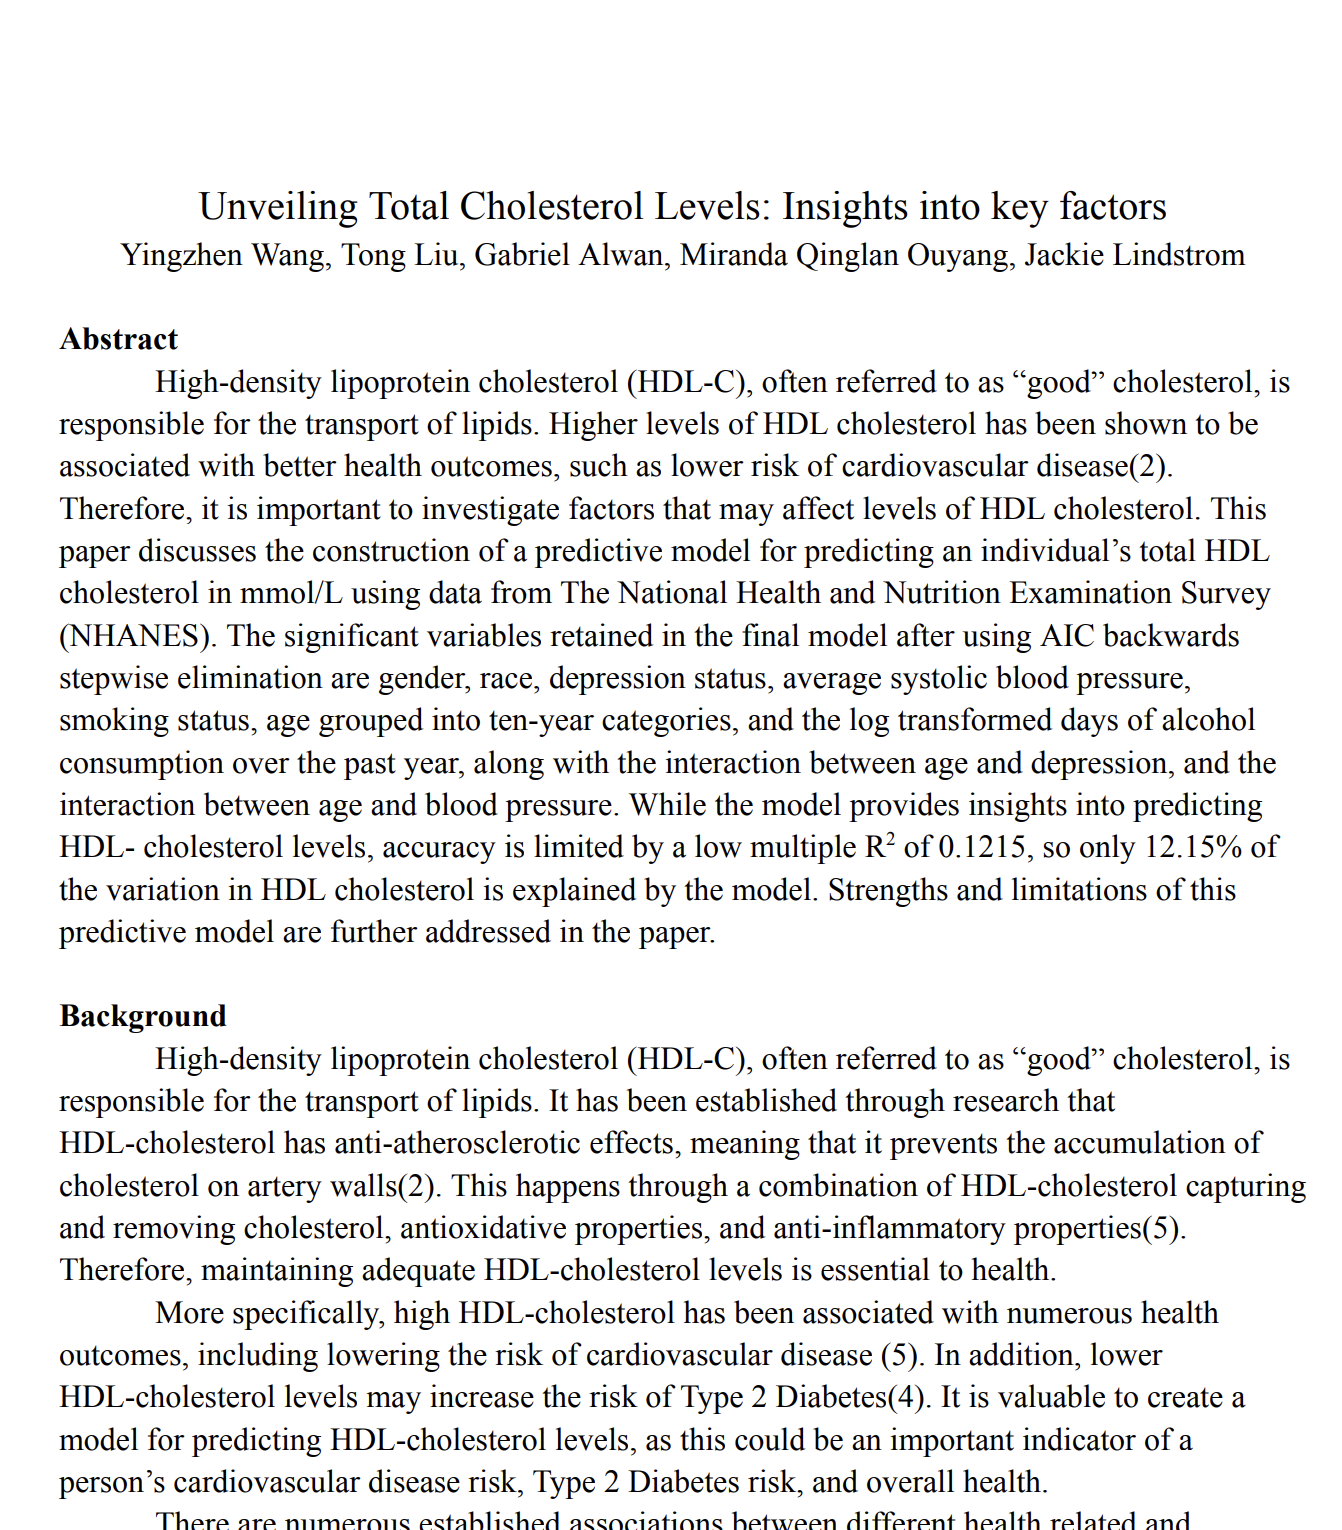 Unveiling Total Cholesterol Levels: Insights into key factors
Yingzhen Wang, Tong Liu, Gabriel Alwan, Miranda Qinglan Ouyang, Jackie Lindstrom
Abstract
High-density lipoprotein cholesterol (HDL-C), often referred to as “good” cholesterol, is
responsible for the transport of lipids. Higher levels of HDL cholesterol has been shown to be
associated with better health outcomes, such as lower risk of cardiovascular disease(2).
Therefore, it is important to investigate factors that may affect levels of HDL cholesterol. This
paper discusses the construction of a predictive model for predicting an individual’s total HDL
cholesterol in mmol/L using data from The National Health and Nutrition Examination Survey
(NHANES). The significant variables retained in the final model after using AIC backwards
stepwise elimination are gender, race, depression status, average systolic blood pressure,
smoking status, age grouped into ten-year categories, and the log transformed days of alcohol
consumption over the past year, along with the interaction between age and depression, and the
interaction between age and blood pressure. While the model provides insights into predicting
HDL- cholesterol levels, accuracy is limited by a low multiple R² of 0.1215, so only 12.15% of
the variation in HDL cholesterol is explained by the model. Strengths and limitations of this
predictive model are further addressed in the paper.
Background
High-density lipoprotein cholesterol (HDL-C), often referred to as “good” cholesterol, is
responsible for the transport of lipids. It has been established through research that
HDL-cholesterol has anti-atherosclerotic effects, meaning that it prevents the accumulation of
cholesterol on artery walls(2). This happens through a combination of HDL-cholesterol capturing
and removing cholesterol, antioxidative properties, and anti-inflammatory properties(5).
Therefore, maintaining adequate HDL-cholesterol levels is essential to health.
More specifically, high HDL-cholesterol has been associated with numerous health
outcomes, including lowering the risk of cardiovascular disease (5). In addition, lower
HDL-cholesterol levels may increase the risk of Type 2 Diabetes(4). It is valuable to create a
model for predicting HDL-cholesterol levels, as this could be an important indicator of a
person’s cardiovascular disease risk, Type 2 Diabetes risk, and overall health.
There are numerous established associations between different health related and